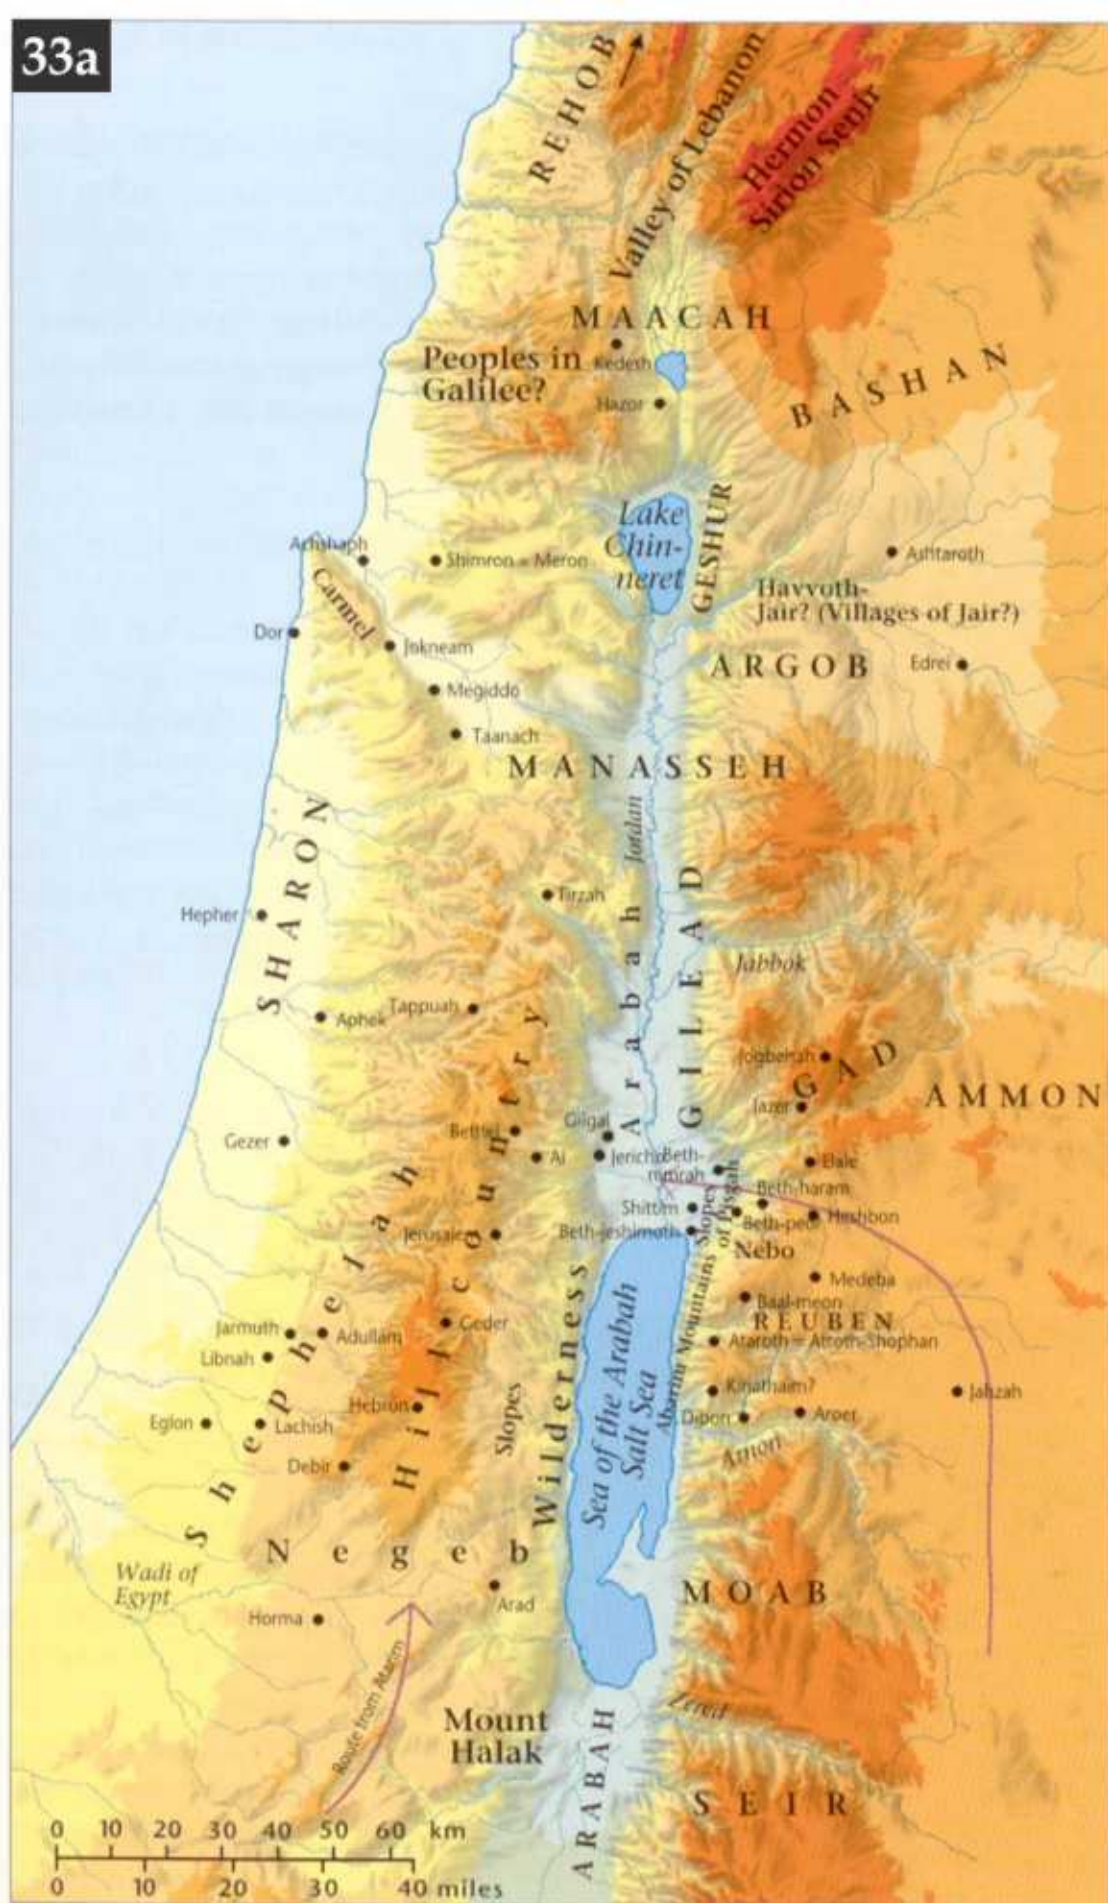 33a
REHOB
Valley of Lebanon
Hermon
Sirion Senir
MAACAH
Peoples in
Galilee?
Kedesh
Hazor
BASHAN
Lake
Chin-
neret
GESHUR
Achshaph
Shimron = Meron
Ashtaroth
Carmel
Havvoth-
Jair? (Villages of Jair?)
Dor
Jokneam
ARGOB
Edrei
Megiddo
Taanach
MANASSEH
Jordan
SHARON
Tirzah
Hepher
Arabah
GILEAD
Jabbok
Tappuah
Aphek
Hill country
Jogbehah
GAD
Jazer
AMMON
Gezer
Bethel
Gilgal
Ai
Jericho
Beth-
nimrah
Elale
Shephelah
Shittim
Slopes
of Pisgah
Beth-haram
Heshbon
Beth-peor
Jerusalem
Beth-jeshimoth
Nebo
Medeba
Baal-meon
REUBEN
Jarmuth
Adullam
Geder
Ataroth = Atroth-Shophan
Libnah
Wilderness
Sea of the Arabah
Salt Sea
Abarim Mountains
Kiriathaim?
Jahzah
Hebron
Slopes
Eglon
Lachish
Dipon
Aroer
Arnon
Debir
Negeb
Wadi of
Egypt
Arad
MOAB
Horma
Route from Atarim
Zered
Mount
Halak
ARABAH
SEIR
0 10 20 30 50 60 km
0 10 20 30 40 miles